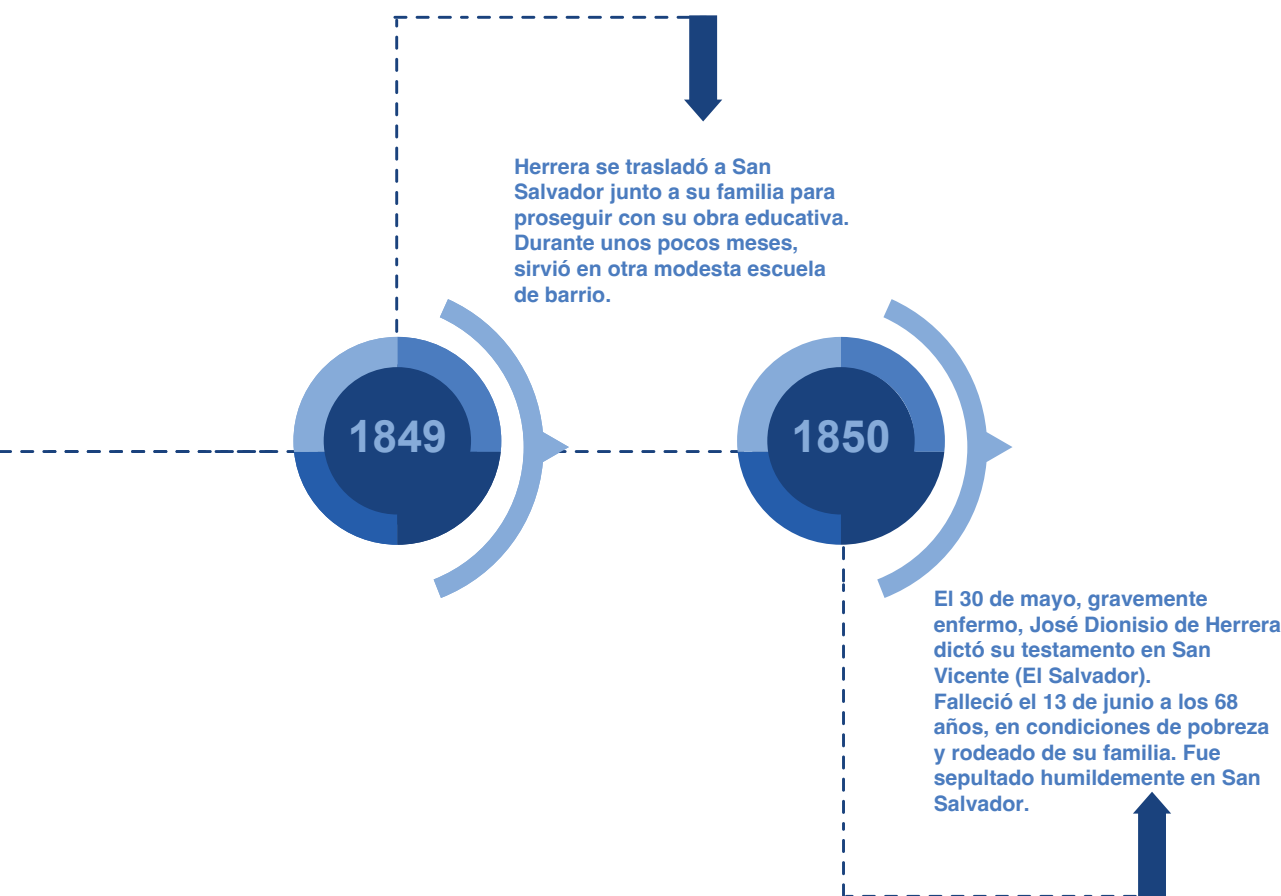 Herrera se trasladó a San
Salvador junto a su familia para
proseguir con su obra educativa.
Durante unos pocos meses,
sirvió en otra modesta escuela
de barrio.
1849
1850
El 30 de mayo, gravemente
enfermo, José Dionisio de Herrera
dictó su testamento en San
Vicente (El Salvador).
Falleció el 13 de junio a los 68
años, en condiciones de pobreza
y rodeado de su familia. Fue
sepultado humildemente en San
Salvador.